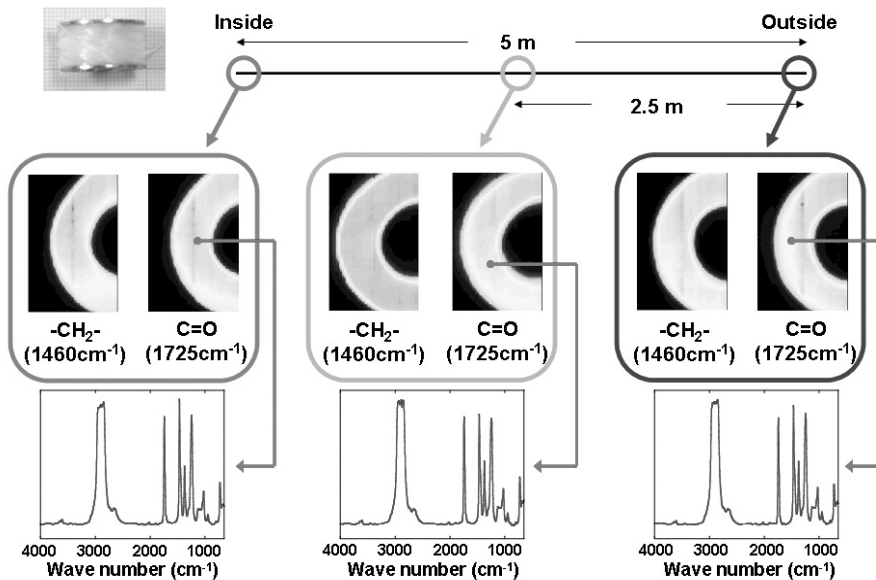 Inside
Outside
5 m
2.5 m
-CH₂-
(1460cm⁻¹)
C=O
(1725cm⁻¹)
-CH₂-
(1460cm⁻¹)
C=O
(1725cm⁻¹)
-CH₂-
(1460cm⁻¹)
C=O
(1725cm⁻¹)
4000 3000 2000 1000
Wave number (cm⁻¹)
4000 3000 2000 1000
Wave number (cm⁻¹)
4000 3000 2000 1000
Wave number (cm⁻¹)